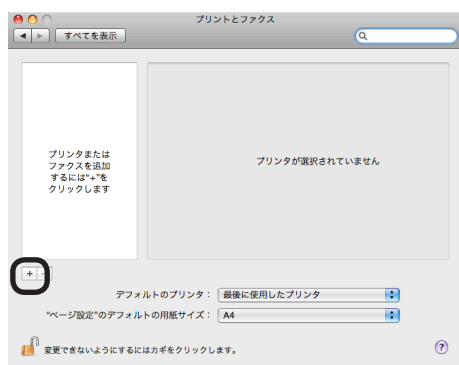 プリントとファクス
すべてを表示
プリンタまたは
ファクスを追加
するには"+"を
クリックします
プリンタが選択されていません
+ -
デフォルトのプリンタ： 最後に使用したプリンタ
"ページ設定"のデフォルトの用紙サイズ： A4
変更できないようにするにはカギをクリックします。
?